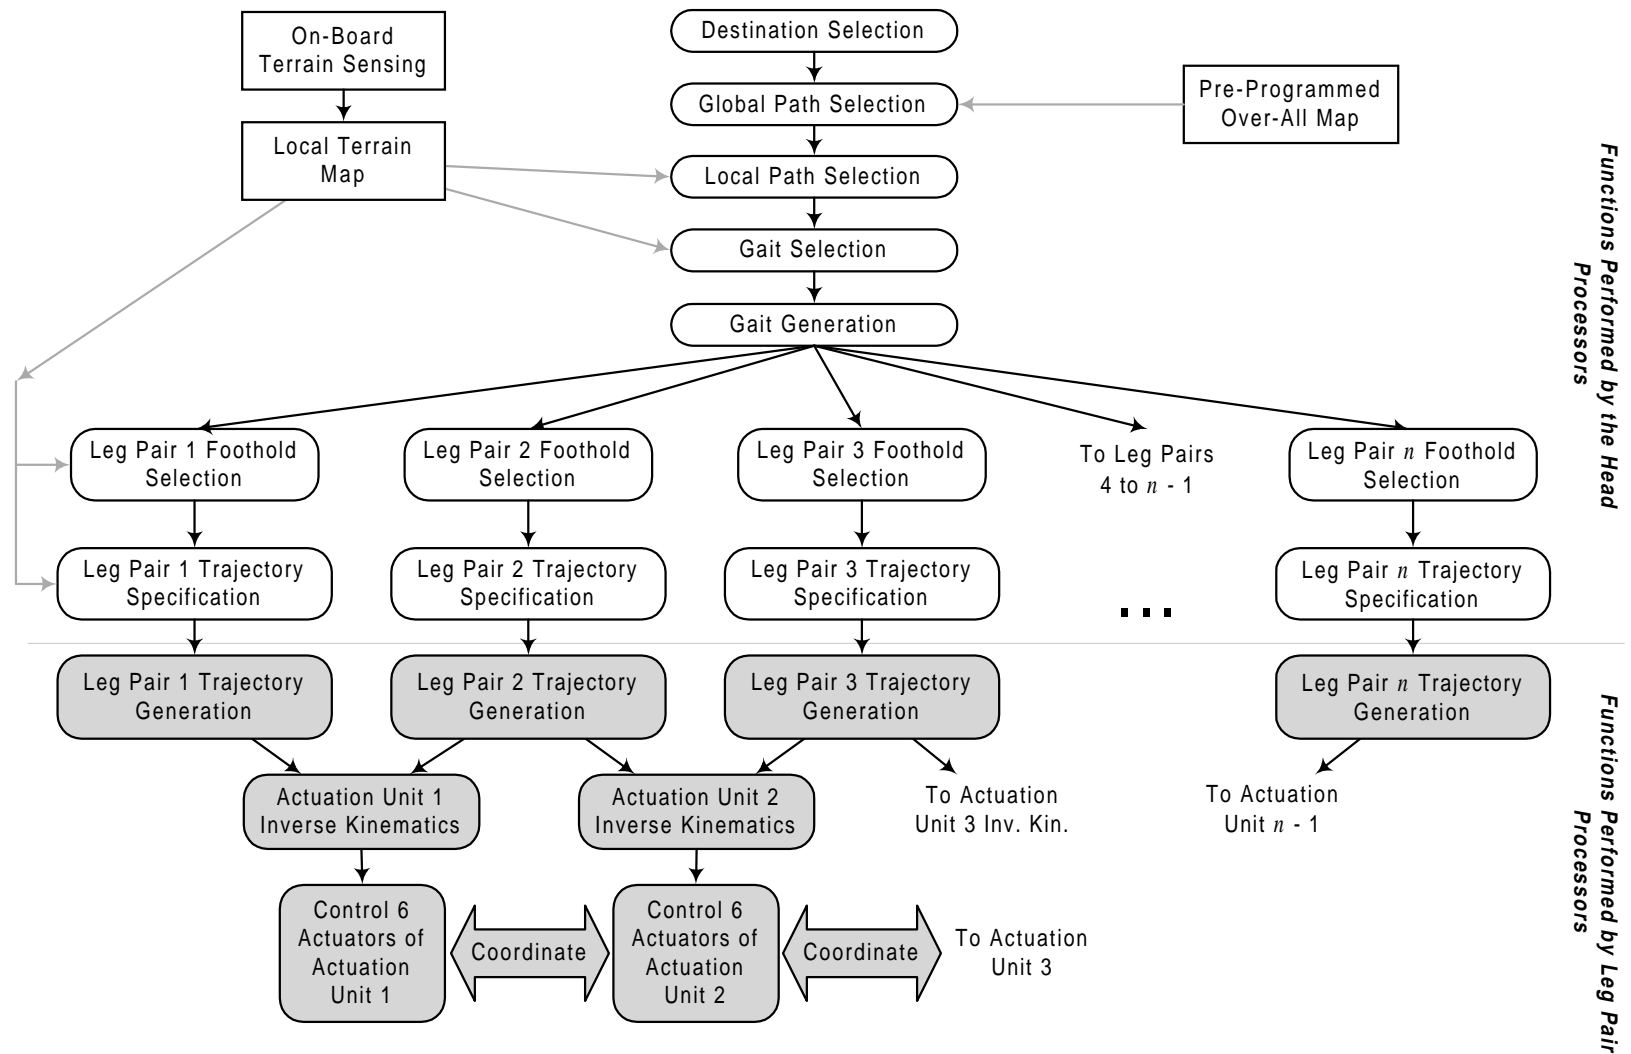 On-Board
Terrain Sensing
Destination Selection
Pre-Programmed
Over-All Map
Global Path Selection
Local Terrain
Map
Local Path Selection
Gait Selection
Gait Generation
Functions Performed by the Head
Processors
Leg Pair 1 Foothold
Selection
Leg Pair 2 Foothold
Selection
Leg Pair 3 Foothold
Selection
To Leg Pairs
4 to n - 1
Leg Pair n Foothold
Selection
Leg Pair 1 Trajectory
Specification
Leg Pair 2 Trajectory
Specification
Leg Pair 3 Trajectory
Specification
...
Leg Pair n Trajectory
Specification
Leg Pair 1 Trajectory
Generation
Leg Pair 2 Trajectory
Generation
Leg Pair 3 Trajectory
Generation
Leg Pair n Trajectory
Generation
Actuation Unit 1
Inverse Kinematics
Actuation Unit 2
Inverse Kinematics
To Actuation
Unit 3 Inv. Kin.
To Actuation
Unit n - 1
Functions Performed by Leg Pair
Processors
Control 6
Actuators of
Actuation
Unit 1
Coordinate
Control 6
Actuators of
Actuation
Unit 2
Coordinate
To Actuation
Unit 3